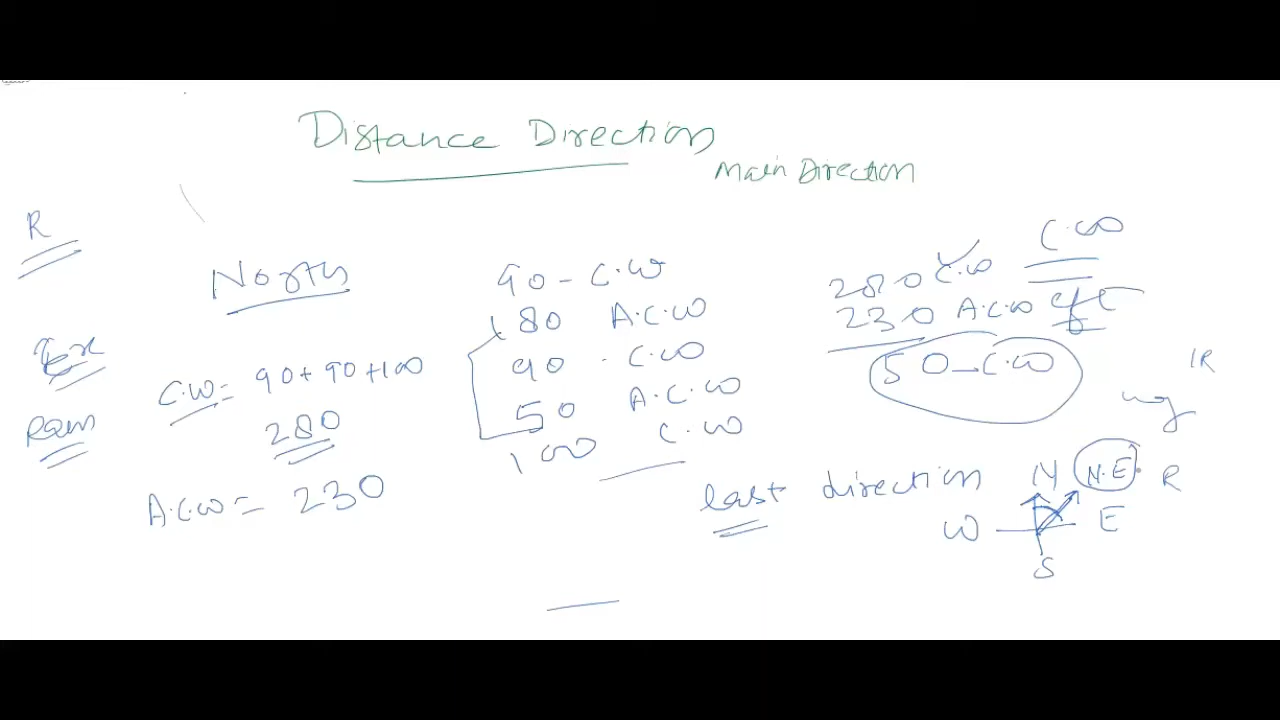 Distance Direction
Main Direction
R
North
90 - C.W
180 A.C.W
90 - C.W
50 A.C.W
100 C.W
280 C.W
230 A.C.W
50 - C.W
C.W
Ram
C.W = 90+90+100
280
A.C.W = 230
1R
last direction
N
N.E
R
W
E
S